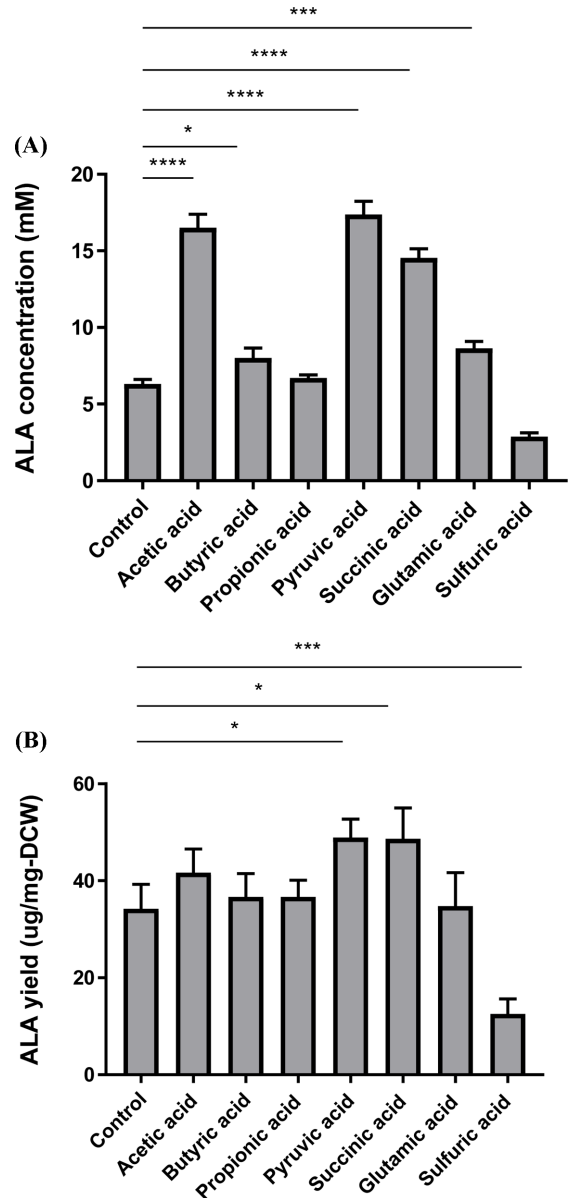 ***
****
****
*
(A)
****
20
15
10
5
0
ALA concentration (mM)
Control
Acetic acid
Butyric acid
Propionic acid
Pyruvic acid
Succinic acid
Glutamic acid
Sulfuric acid
***
*
(B)
*
60
40
20
0
ALA yield (ug/mg-DCW)
Control
Acetic acid
Butyric acid
Propionic acid
Pyruvic acid
Succinic acid
Glutamic acid
Sulfuric acid